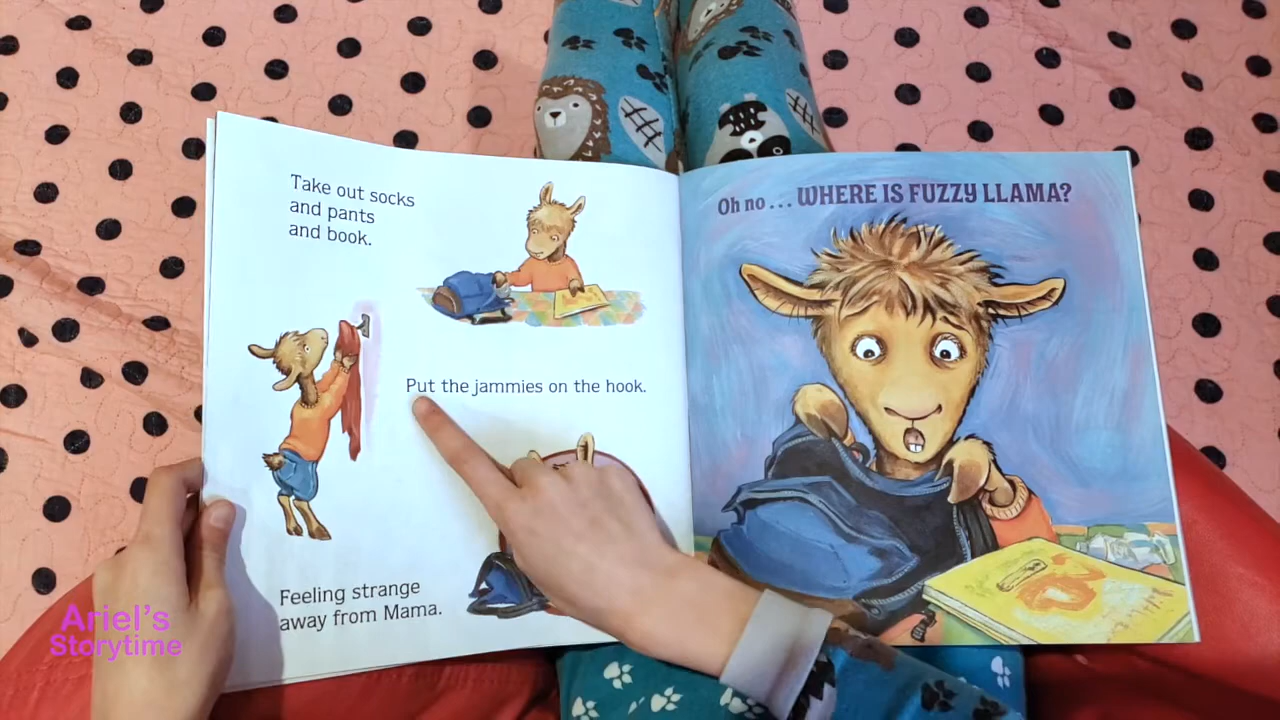 Take out socks
and pants
and book.
Put the jammies on the hook.
Feeling strange
away from Mama.
Oh no . . . WHERE IS FUZZY LLAMA?
Ariel's
Storytime